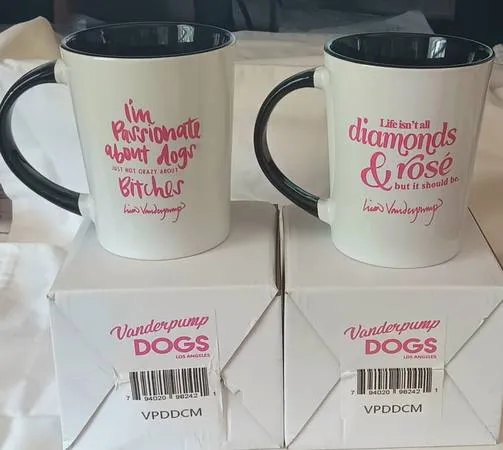 I'm
Passionate
about dogs
JUST NOT CRAZY ABOUT
Bitches
Lisa Vanderpump
Life isn't all
diamonds
& rosé
but it should be.
Lisa Vanderpump
Vanderpump
DOGS
LOS ANGELES
7 94020 98242 1
VPDDCM
Vanderpump
DOGS
LOS ANGELES
7 94020 98242 1
VPDDCM